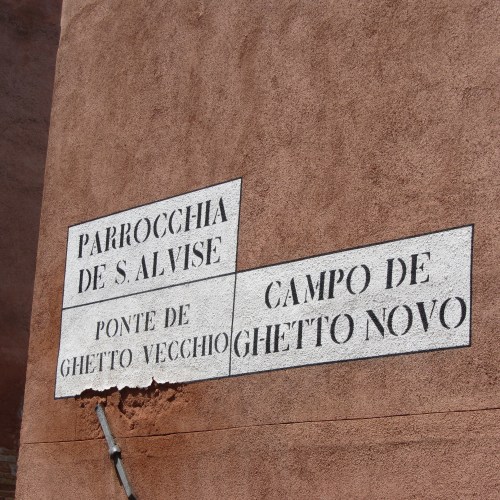 PARROCCHIA
DE S. ALVISE
PONTE DE
GHETTO VECCHIO
CAMPO DE
GHETTO NOVO